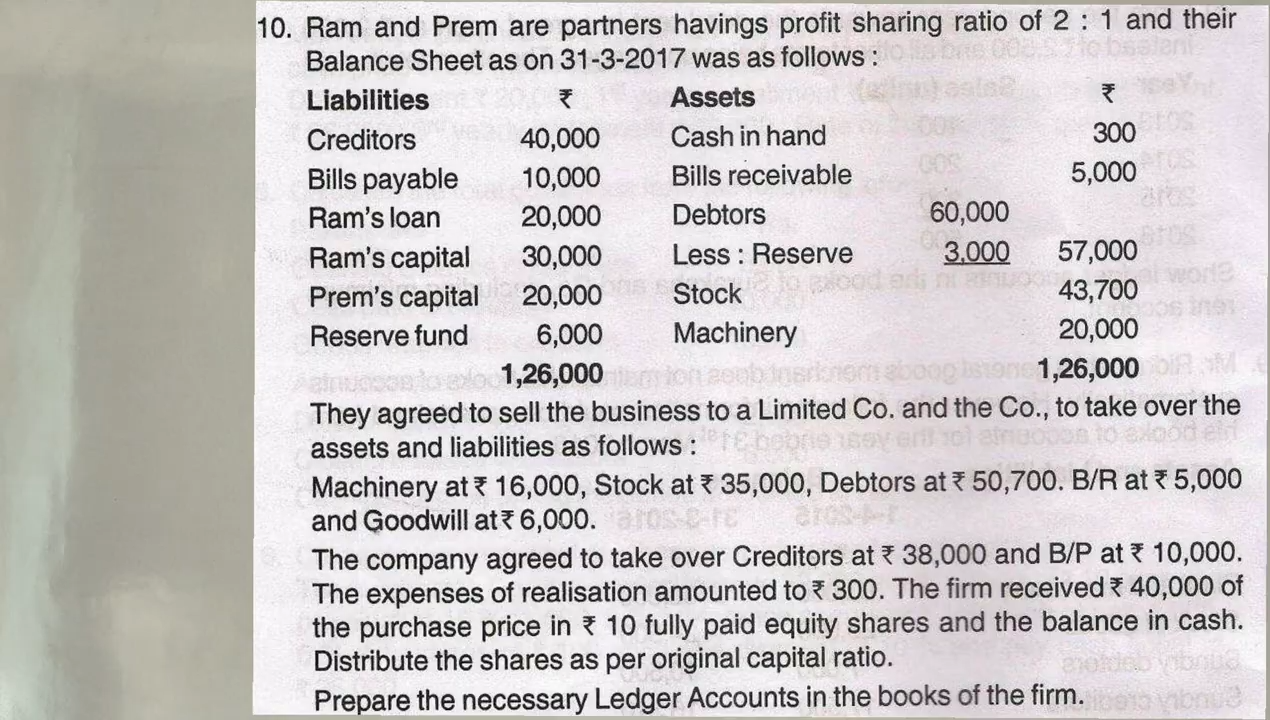 10. Ram and Prem are partners havings profit sharing ratio of 2 : 1 and their
Balance Sheet as on 31-3-2017 was as follows :
Liabilities ₹ Assets ₹
Creditors 40,000 Cash in hand 300
Bills payable 10,000 Bills receivable 5,000
Ram's loan 20,000 Debtors 60,000
Ram's capital 30,000 Less : Reserve 3,000 57,000
Prem's capital 20,000 Stock 43,700
Reserve fund 6,000 Machinery 20,000
1,26,000 1,26,000
They agreed to sell the business to a Limited Co. and the Co., to take over the
assets and liabilities as follows :
Machinery at ₹ 16,000, Stock at ₹ 35,000, Debtors at ₹ 50,700. B/R at ₹ 5,000
and Goodwill at ₹ 6,000.
The company agreed to take over Creditors at ₹ 38,000 and B/P at ₹ 10,000.
The expenses of realisation amounted to ₹ 300. The firm received ₹ 40,000 of
the purchase price in ₹ 10 fully paid equity shares and the balance in cash.
Distribute the shares as per original capital ratio.
Prepare the necessary Ledger Accounts in the books of the firm.